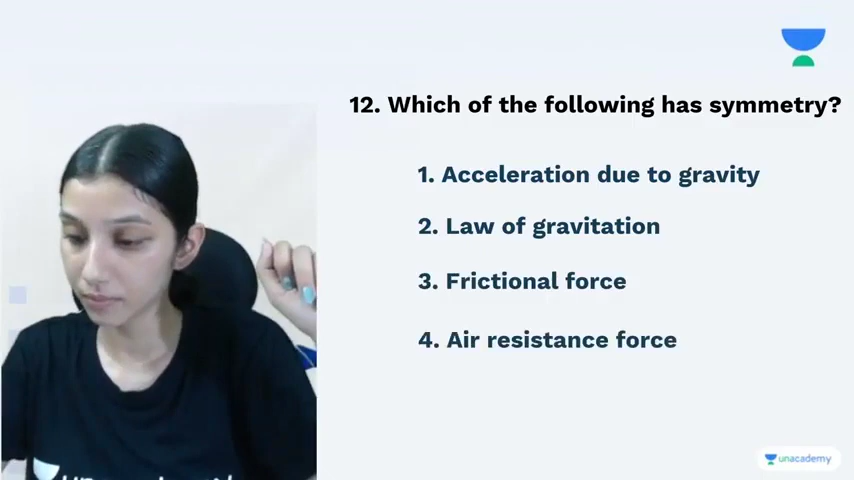 12. Which of the following has symmetry?
1. Acceleration due to gravity
2. Law of gravitation
3. Frictional force
4. Air resistance force
unacademy